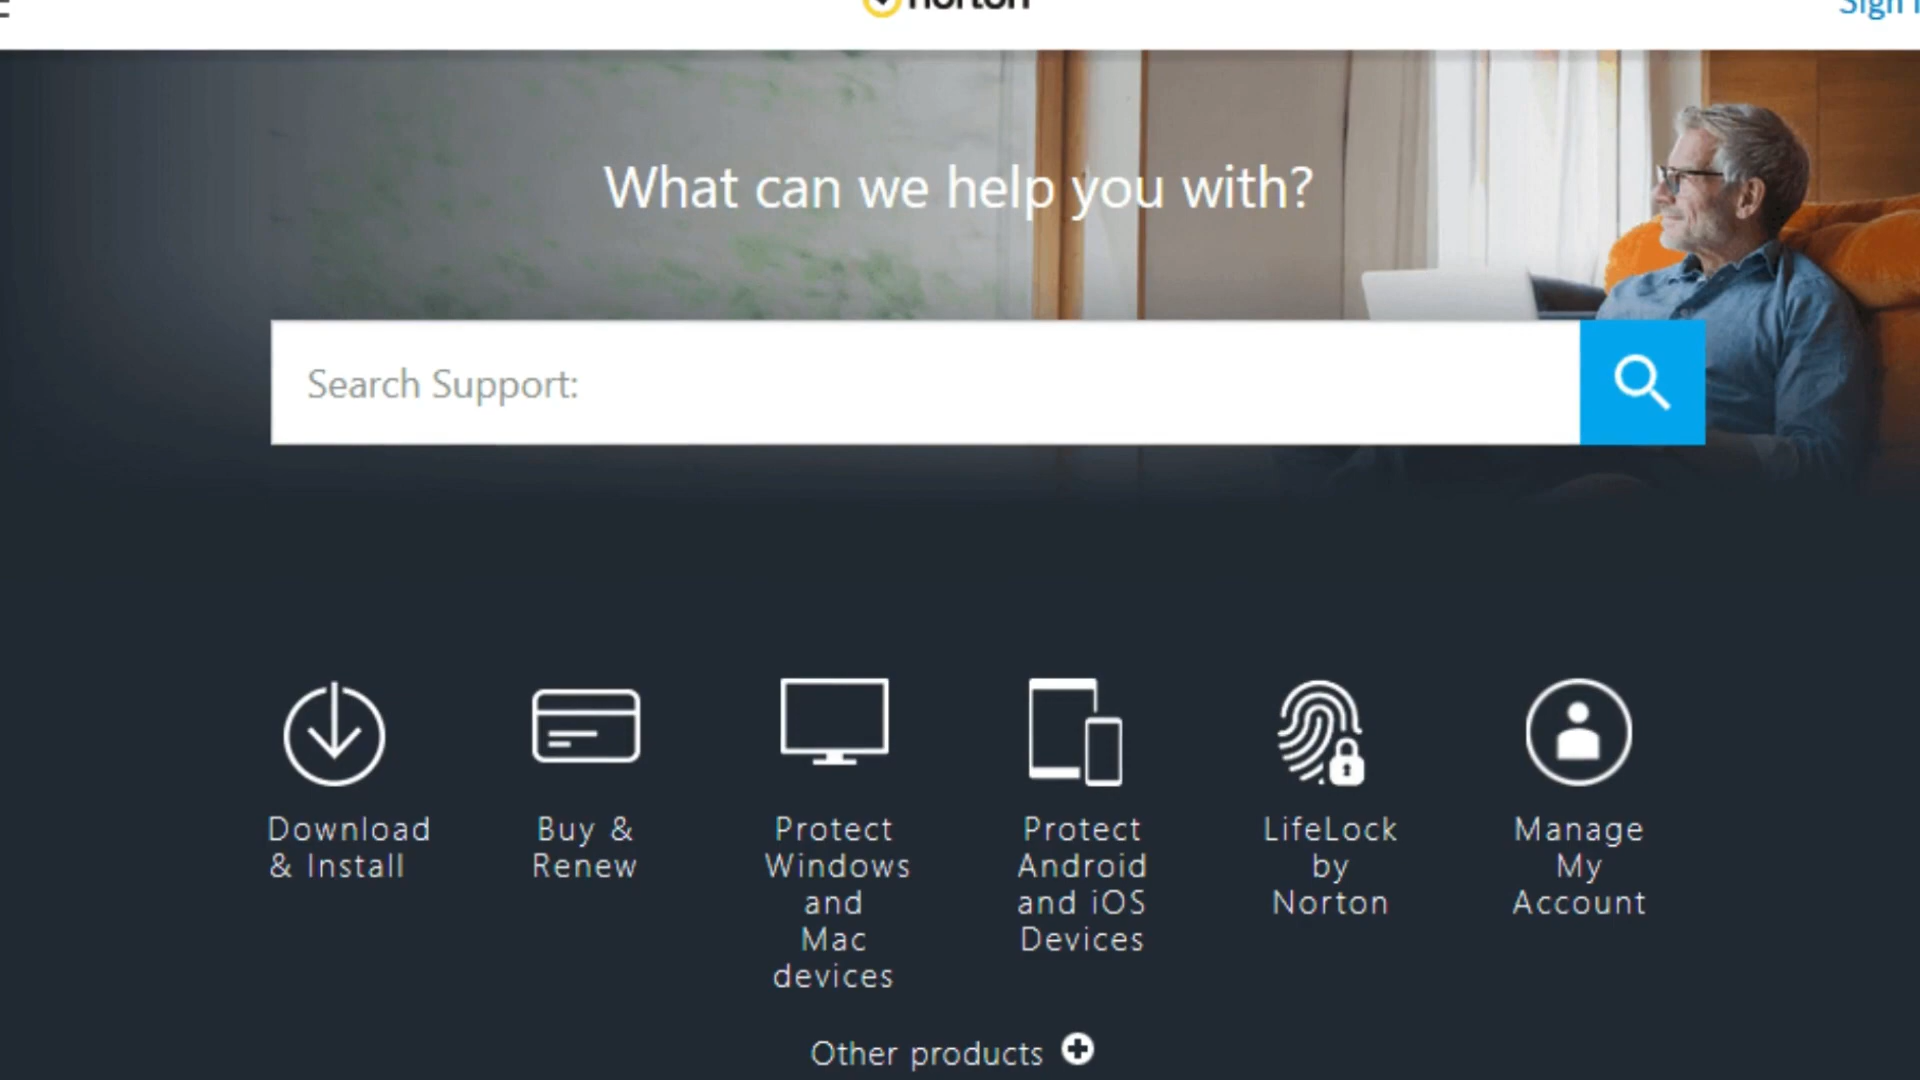 norton
What can we help you with?
Search Support:
Download
& Install
Buy &
Renew
Protect
Windows
and
Mac
devices
Protect
Android
and iOS
Devices
LifeLock
by
Norton
Manage
My
Account
Other products